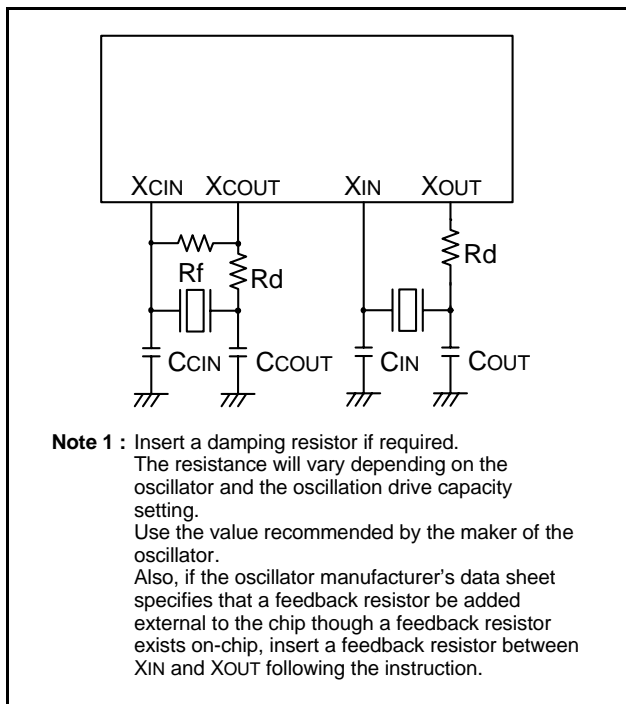 XCIN XCOUT XIN XOUT
Rf Rd Rd
CCIN CCOUT CIN COUT
Note 1 : Insert a damping resistor if required.
The resistance will vary depending on the
oscillator and the oscillation drive capacity
setting.
Use the value recommended by the maker of the
oscillator.
Also, if the oscillator manufacturer's data sheet
specifies that a feedback resistor be added
external to the chip though a feedback resistor
exists on-chip, insert a feedback resistor between
XIN and XOUT following the instruction.